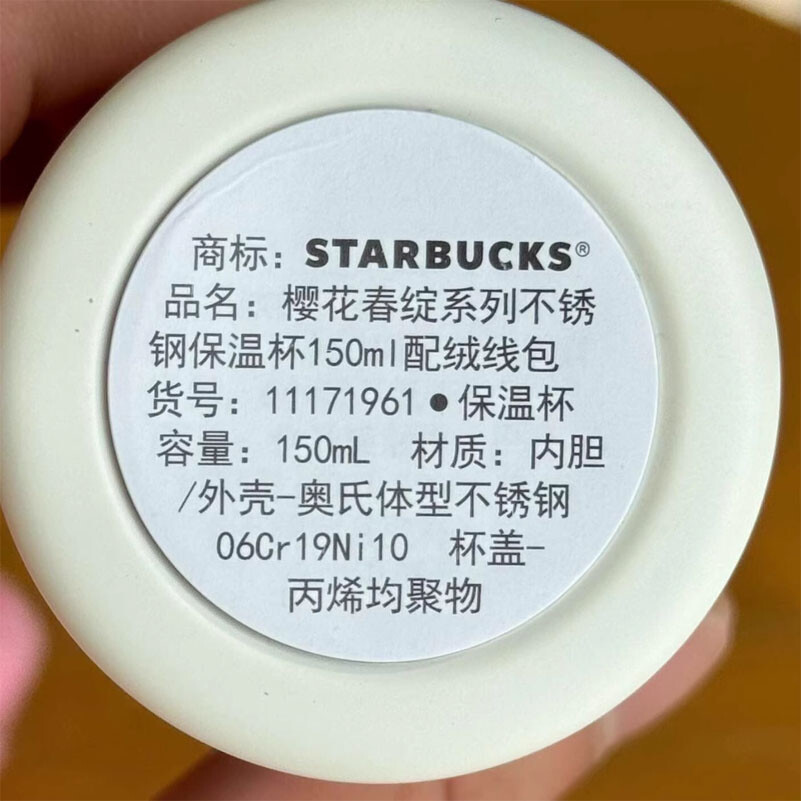 商标：STARBUCKS®
品名：樱花春绽系列不锈
钢保温杯150ml配绒线包
货号：11171961●保温杯
容量：150mL 材质：内胆
/外壳-奥氏体型不锈钢
06Cr19Ni10 杯盖-
丙烯均聚物